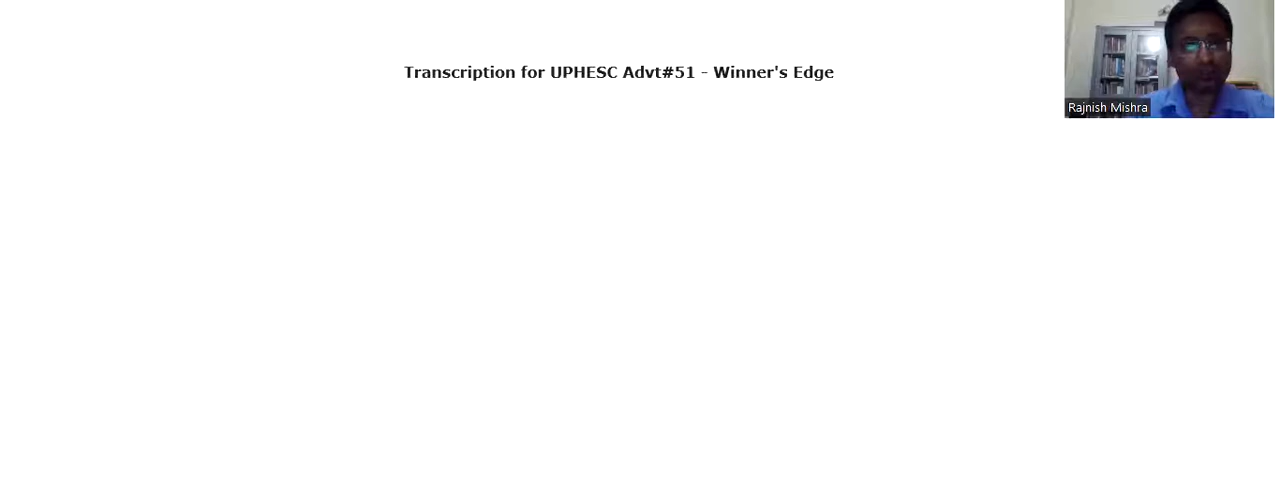 Transcription for UPHESC Advt#51 - Winner's Edge
Rajnish Mishra